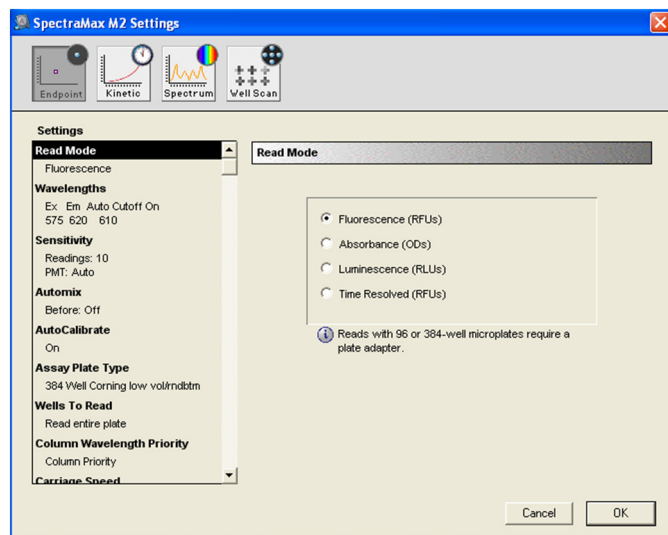 SpectraMax M2 Settings
Endpoint
Kinetic
Spectrum
Well Scan
Settings
Read Mode
Fluorescence
Wavelengths
Ex Em Auto Cutoff On
575 620 610
Sensitivity
Readings: 10
PMT: Auto
Automix
Before: Off
AutoCalibrate
On
Assay Plate Type
384 Well Corning low vol/rndbtm
Wells To Read
Read entire plate
Column Wavelength Priority
Column Priority
Carriage Speed
Read Mode
Fluorescence (RFUs)
Absorbance (ODs)
Luminescence (RLUs)
Time Resolved (RFUs)
Reads with 96 or 384-well microplates require a
plate adapter.
Cancel
OK